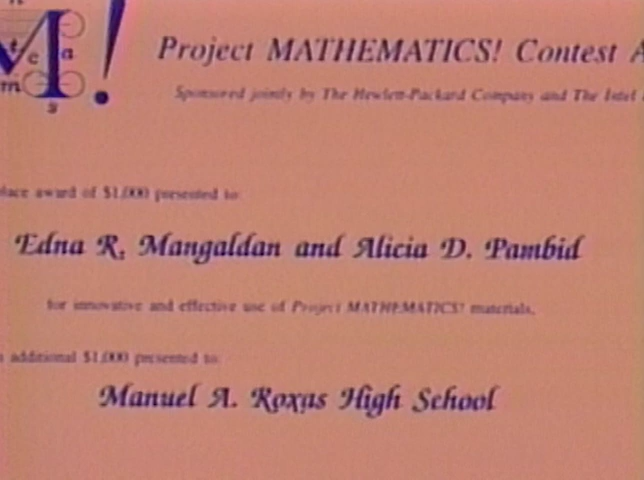 Project MATHEMATICS! Contest A
Sponsored jointly by The Hewlett-Packard Company and The Intel
place award of $1,000 presented to:
Edna R. Mangaldan and Alicia D. Pambid
for innovative and effective use of Project MATHEMATICS! materials,
additional $1,000 presented to:
Manuel A. Roxas High School